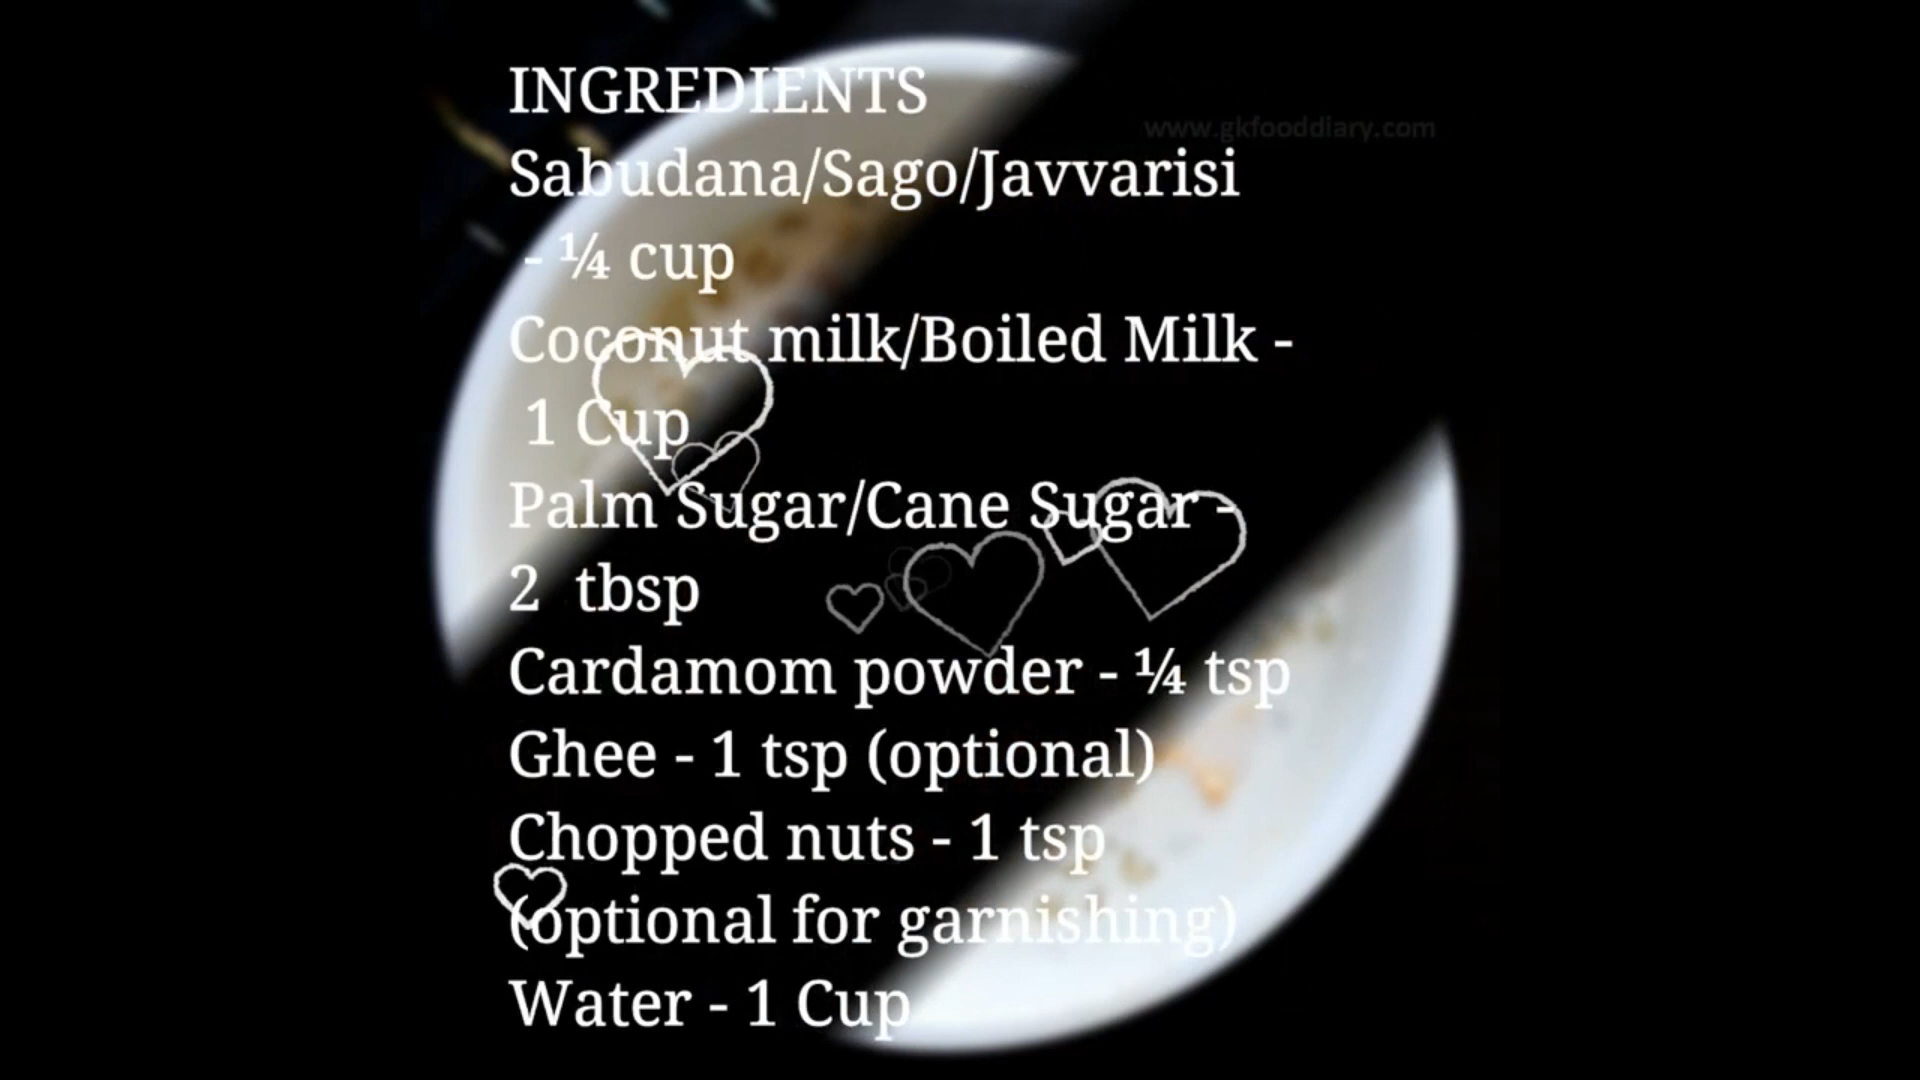 INGREDIENTS
www.gkfooddiary.com
Sabudana/Sago/Javvarisi
- ¼ cup
Coconut milk/Boiled Milk -
1 Cup
Palm Sugar/Cane Sugar -
2 tbsp
Cardamom powder - ¼ tsp
Ghee - 1 tsp (optional)
Chopped nuts - 1 tsp
(optional for garnishing)
Water - 1 Cup